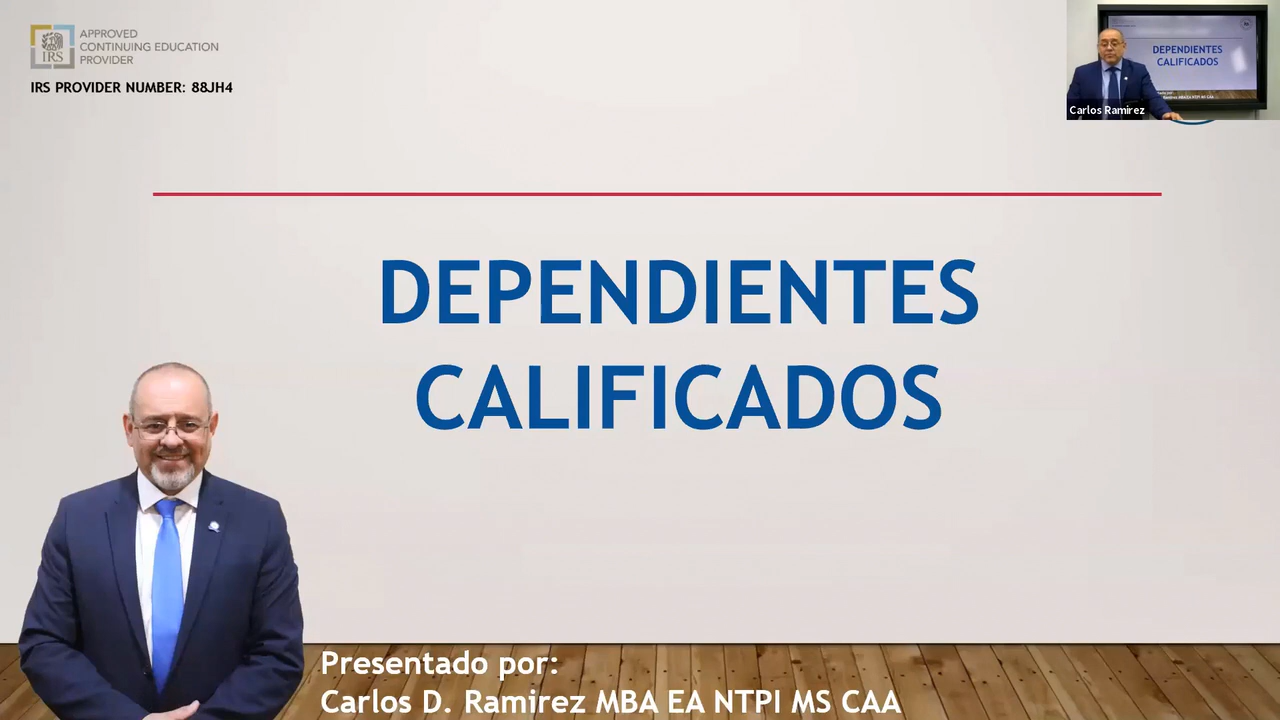 APPROVED
CONTINUING EDUCATION
PROVIDER
IRS
IRS PROVIDER NUMBER: 88JH4
DEPENDIENTES
CALIFICADOS
Carlos Ramirez
DEPENDIENTES
CALIFICADOS
Presentado por:
Carlos D. Ramirez MBA EA NTPI MS CAA